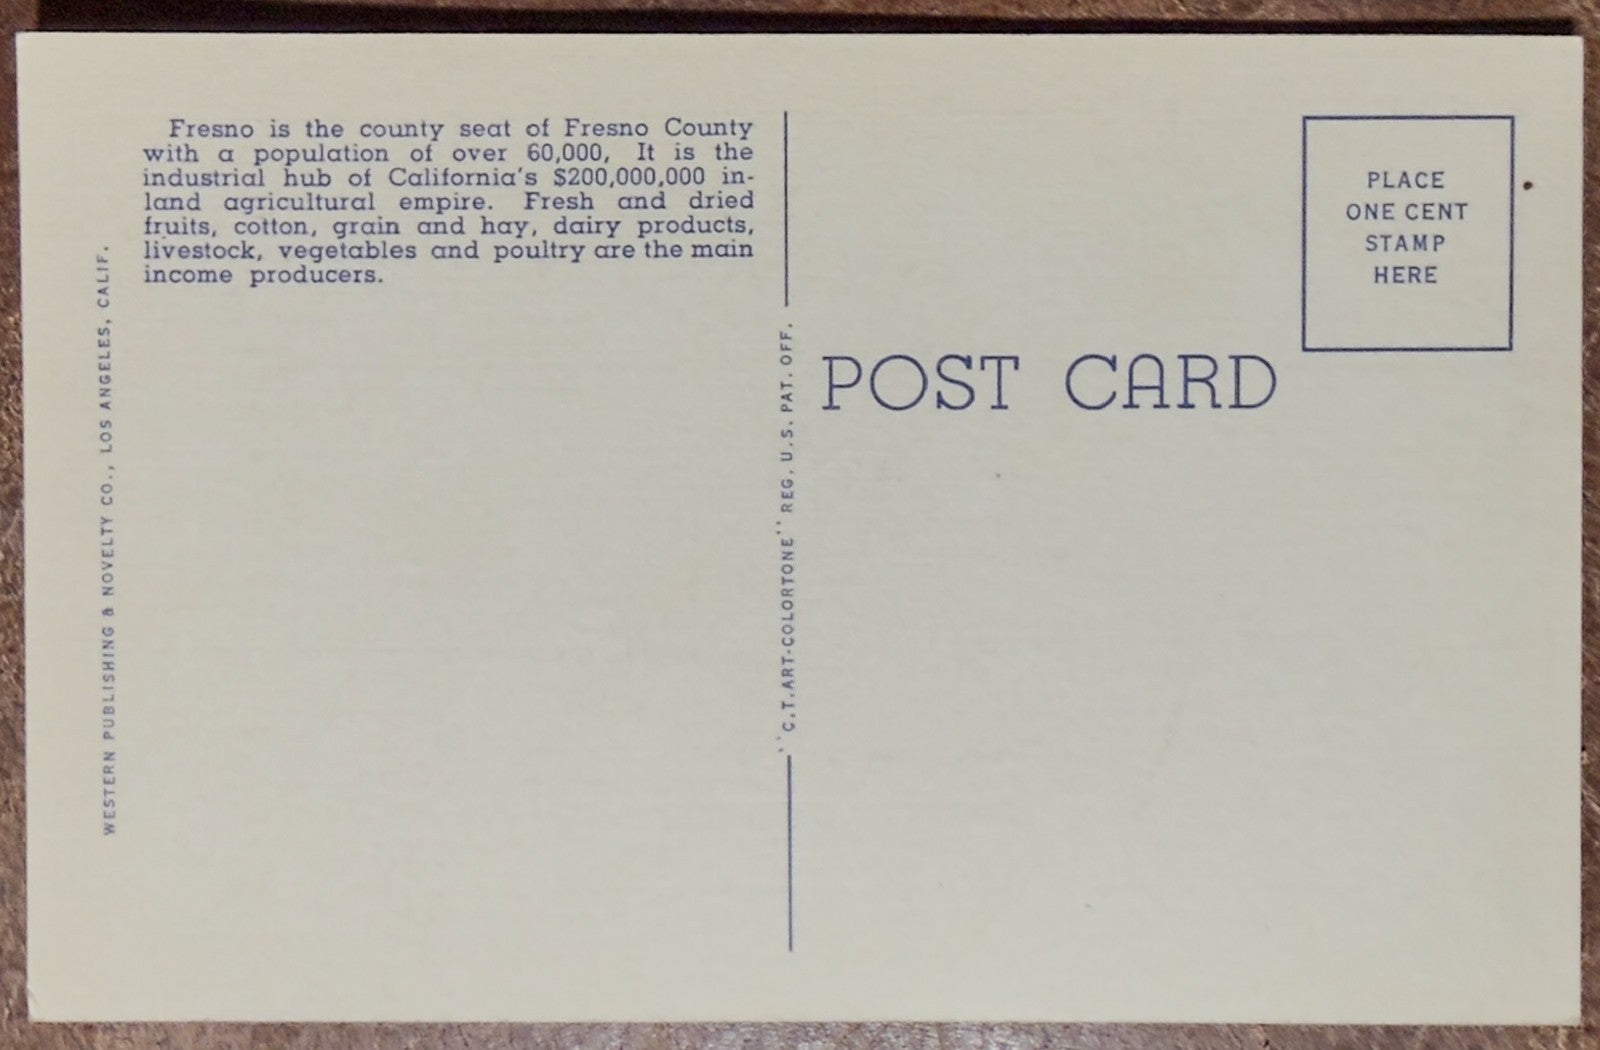 Fresno is the county seat of Fresno County
with a population of over 60,000, It is the
industrial hub of California's $200,000,000 in-
land agricultural empire. Fresh and dried
fruits, cotton, grain and hay, dairy products,
livestock, vegetables and poultry are the main
income producers.
WESTERN PUBLISHING & NOVELTY CO., LOS ANGELES, CALIF.
"C.T. ART-COLORTONE" REG. U.S. PAT. OFF.
POST CARD
PLACE
ONE CENT
STAMP
HERE